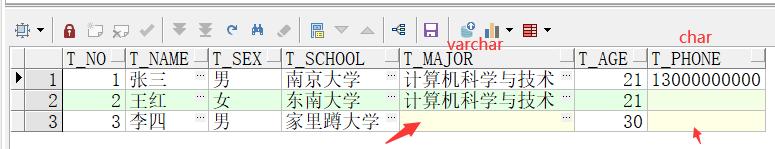 varchar char
T_NO T_NAME T_SEX T_SCHOOL T_MAJOR T_AGE T_PHONE
1 1 张三 ··· 男 ··· 南京大学 ··· 计算机科学与技术 ··· 21 13000000000
2 2 王红 ··· 女 ··· 东南大学 ··· 计算机科学与技术 ··· 21
3 3 李四 ··· 男 ··· 家里蹲大学 ··· ··· 30